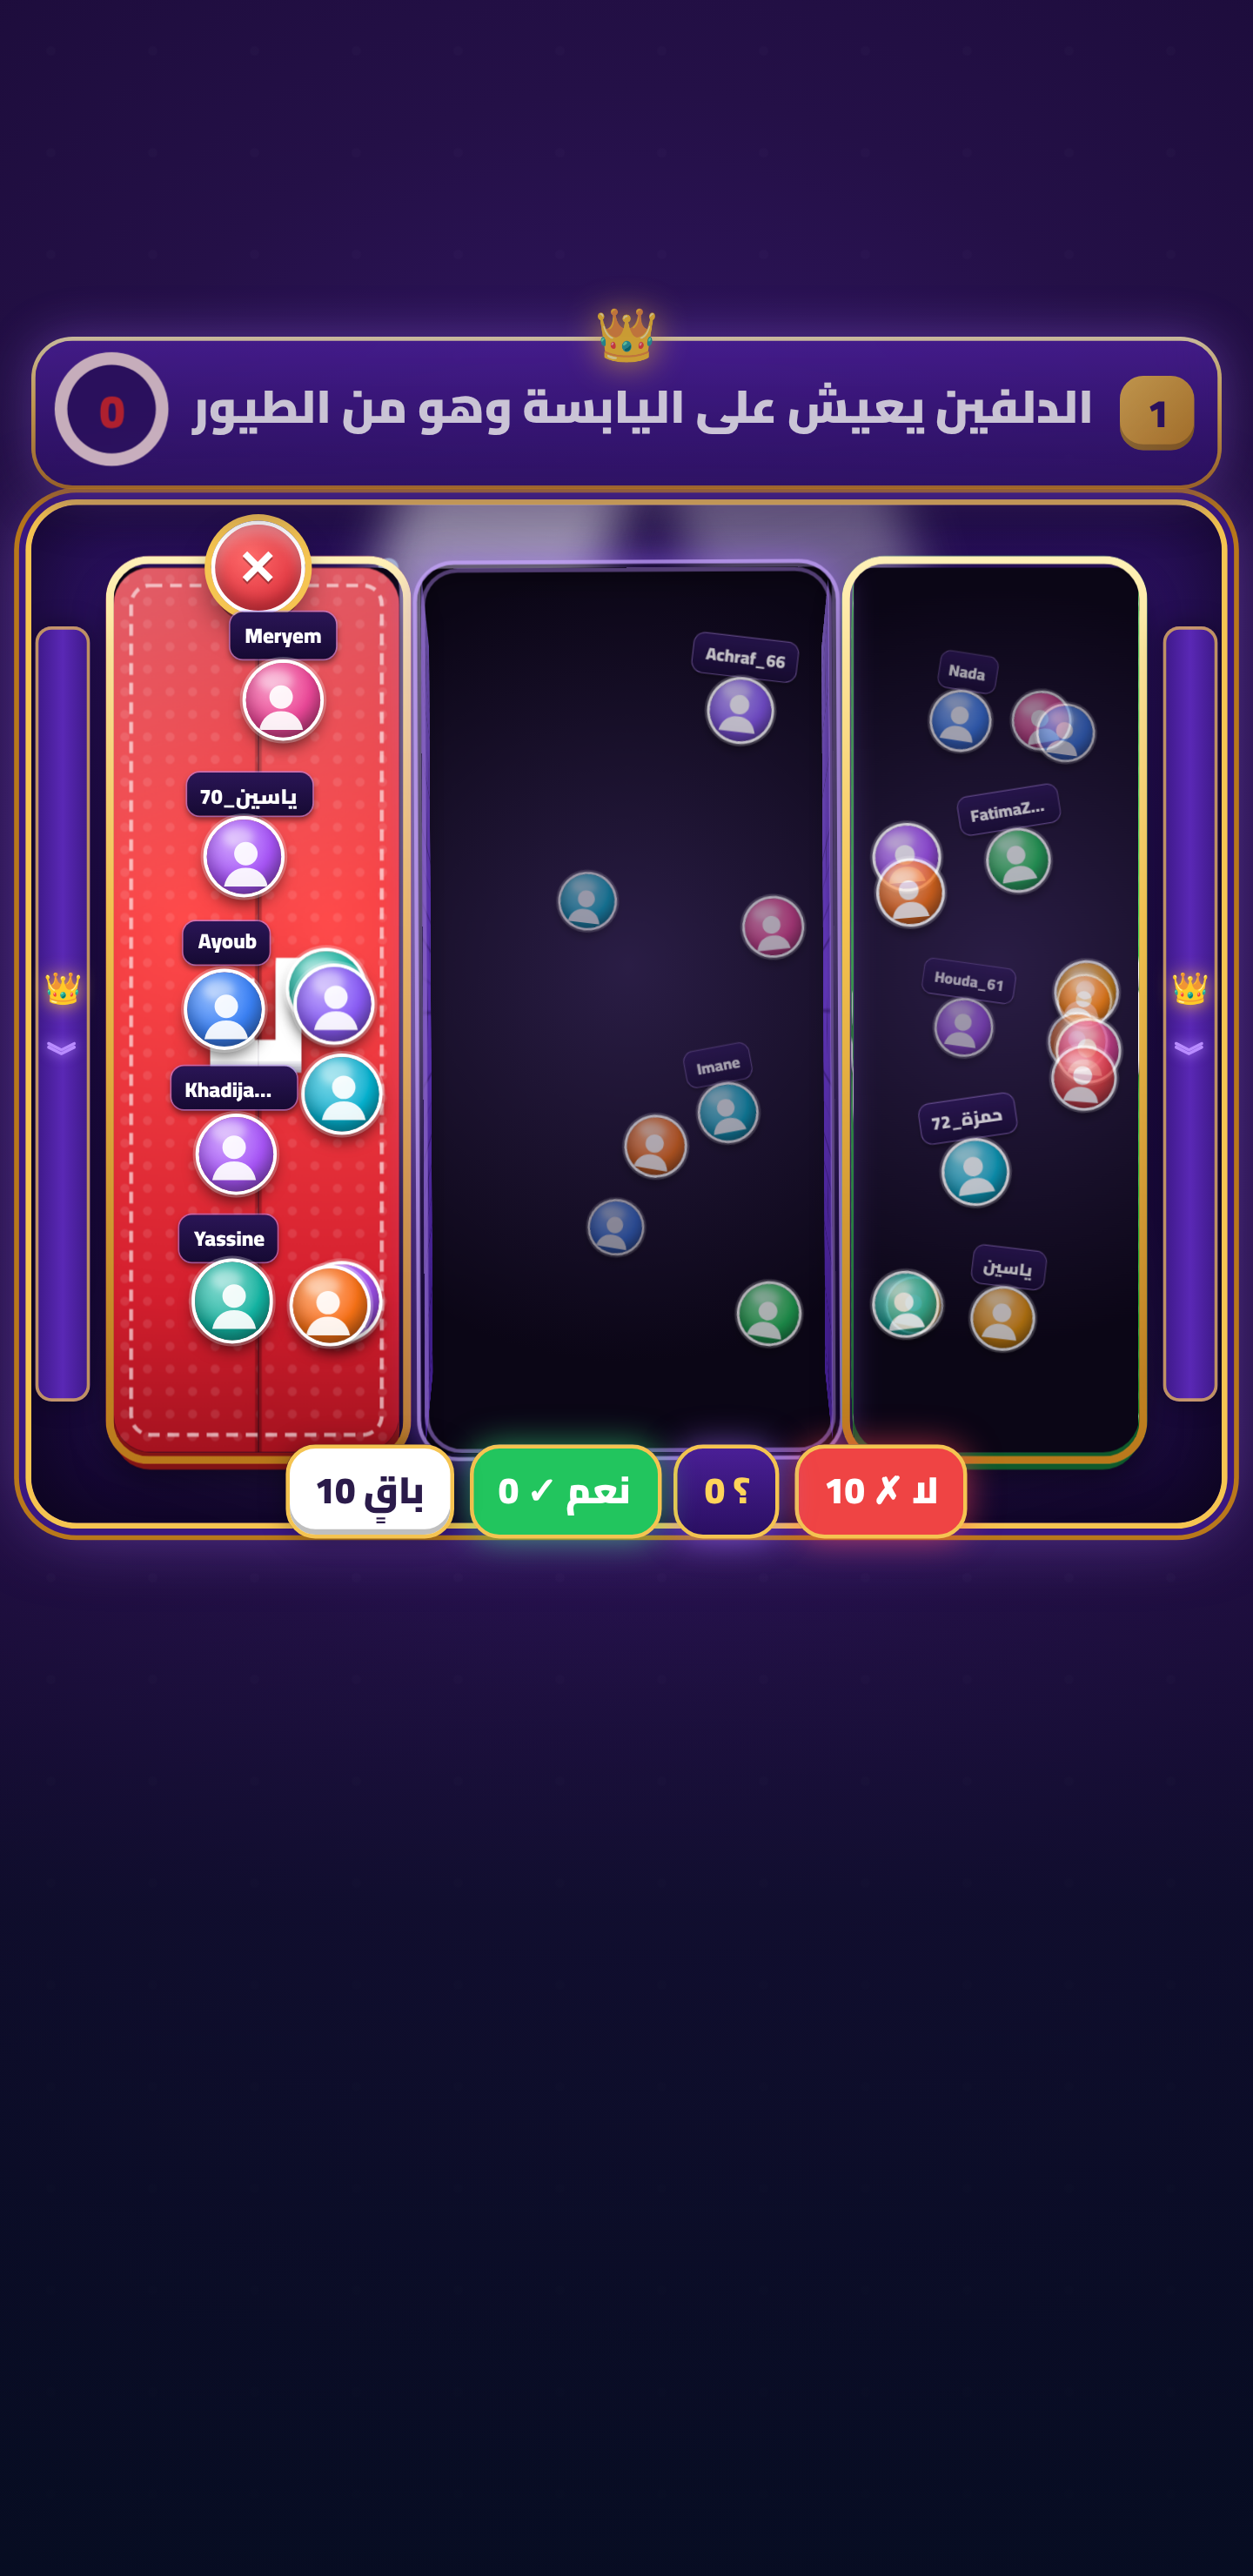 1 الدلفين يعيش على اليابسة وهو من الطيور 0
Meryem
Achraf_66
Nada
ياسين_70
FatimaZ...
Ayoub
Houda_61
Imane
Khadija...
حمزة_72
Yassine
ياسين
لا ✗ 10
؟ 0
نعم ✓ 0
باقٍ 10